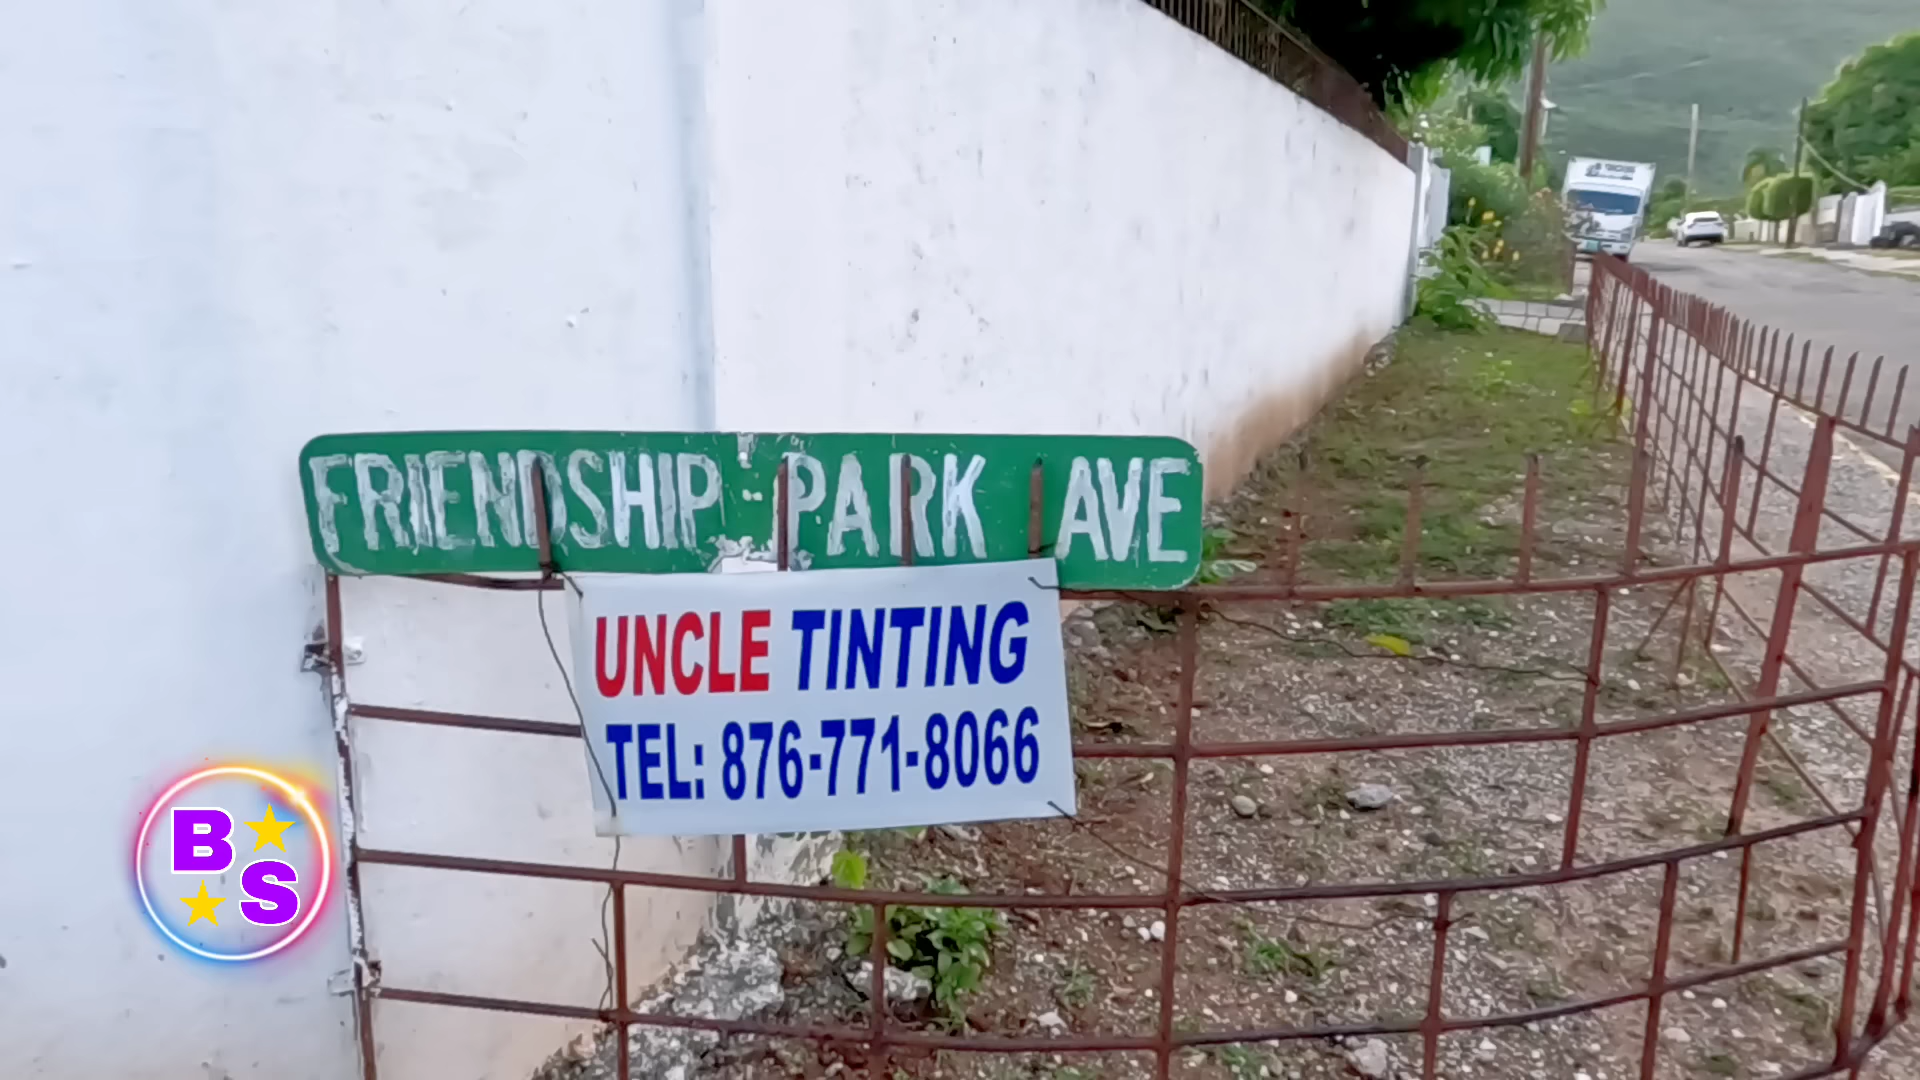 FRIENDSHIP PARK AVE
UNCLE TINTING
TEL: 876-771-8066
B
S